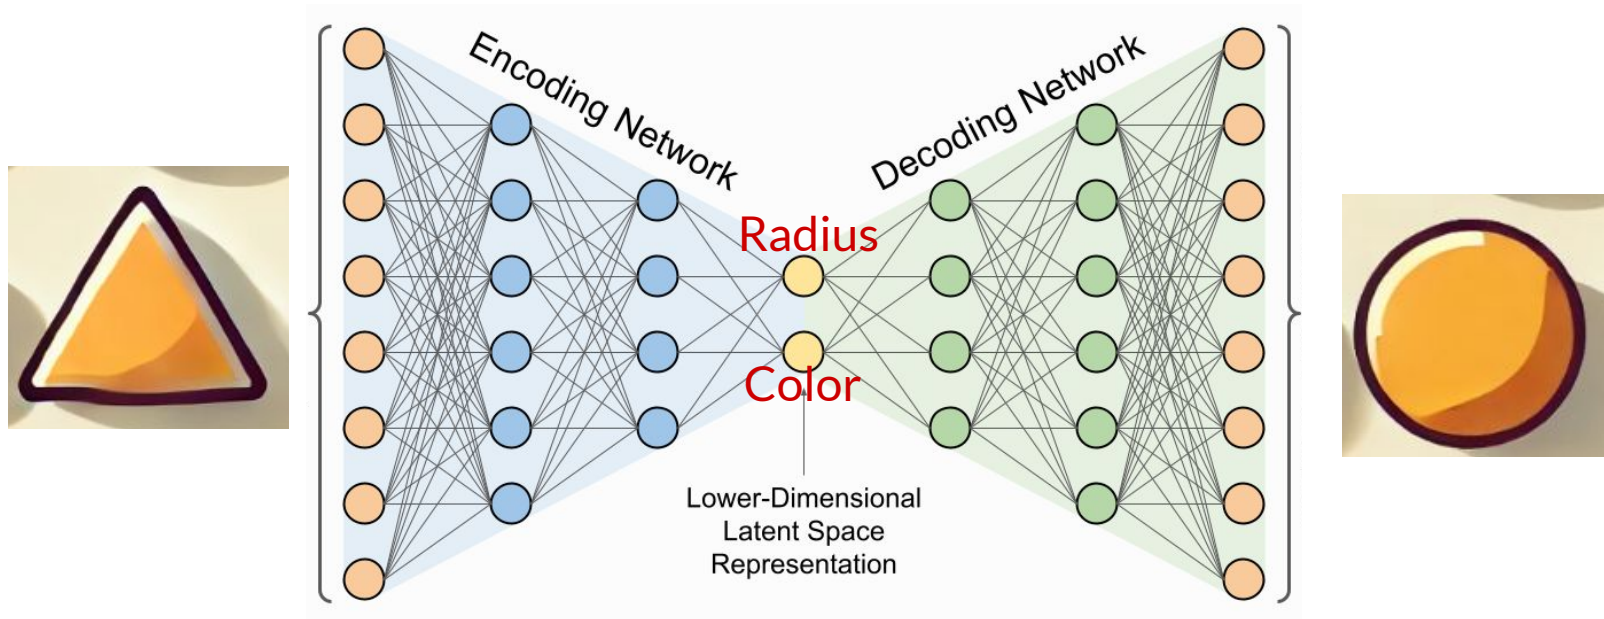 Encoding Network
Decoding Network
Radius
Color
Lower-Dimensional
Latent Space
Representation